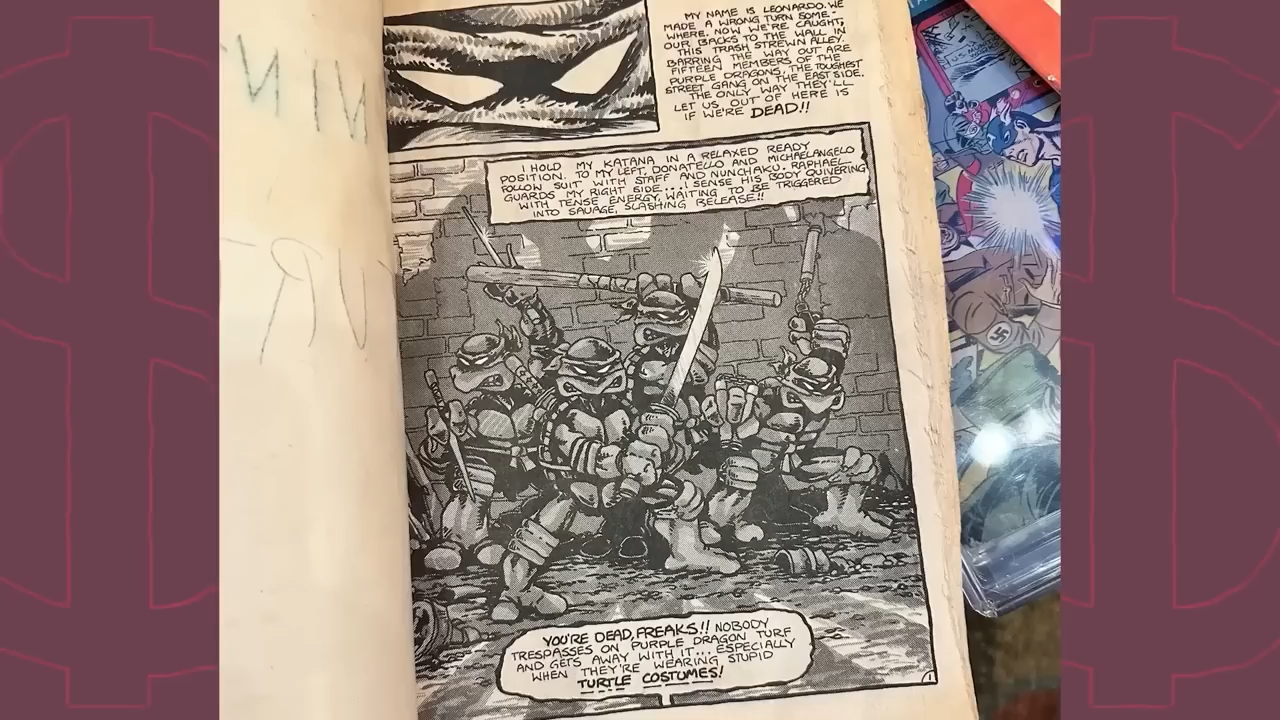 MY NAME IS LEONARDO. WE
MADE A WRONG TURN SOME-
WHERE. NOW WE'RE CAUGHT,
OUR BACKS TO THE WALL IN
THIS TRASH STREWN ALLEY.
BARRING THE WAY OUT ARE
FIFTEEN MEMBERS OF THE
PURPLE DRAGONS, THE TOUGHEST
STREET GANG ON THE EAST SIDE.
THE ONLY WAY THEY'LL
LET US OUT OF HERE IS
IF WE'RE DEAD!!
I HOLD MY KATANA IN A RELAXED READY
POSITION. TO MY LEFT, DONATELLO AND MICHAELANGELO
FOLLOW SUIT WITH STAFF AND NUNCHAKU. RAPHAEL
GUARDS MY RIGHT SIDE... I SENSE HIS BODY QUIVERING
WITH TENSE ENERGY, WAITING TO BE TRIGGERED
INTO SAVAGE, SLASHING RELEASE!!
YOU'RE DEAD, FREAKS!! NOBODY
TRESPASSES ON PURPLE DRAGON TURF
AND GETS AWAY WITH IT... ESPECIALLY
WHEN THEY'RE WEARING STUPID
TURTLE COSTUMES!
1